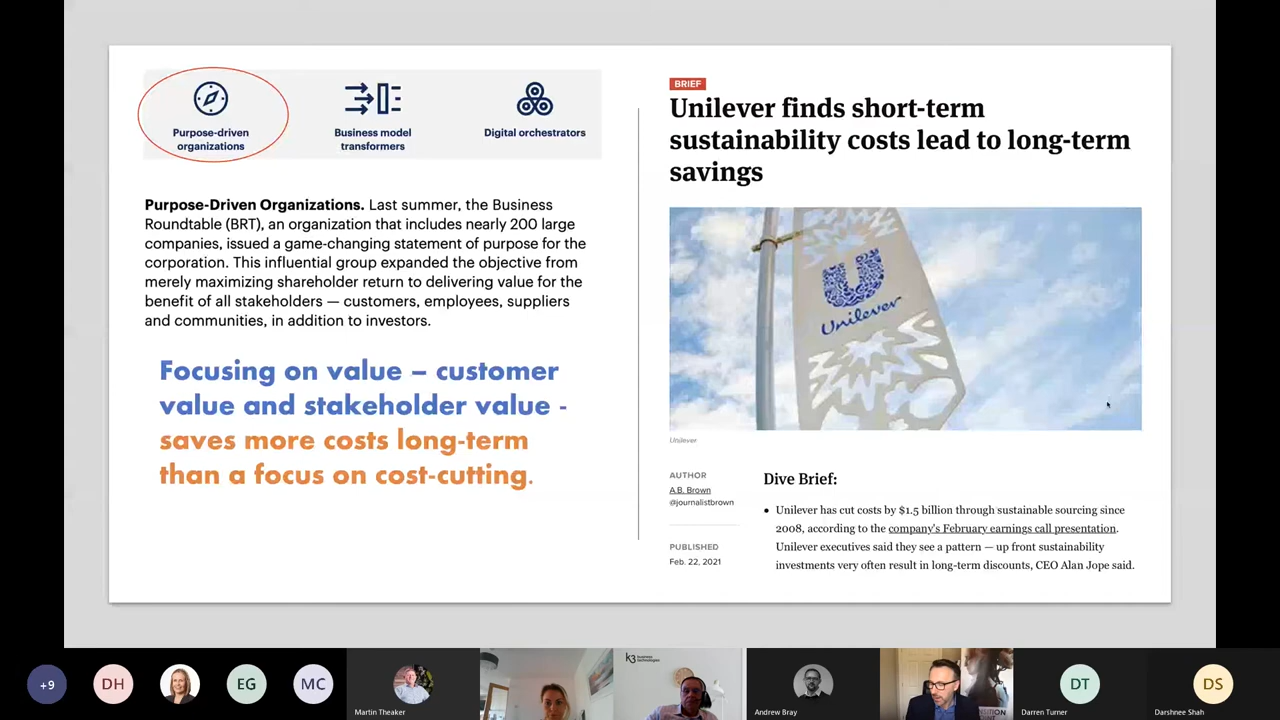 Purpose-driven
organizations
Business model
transformers
Digital orchestrators
Purpose-Driven Organizations. Last summer, the Business
Roundtable (BRT), an organization that includes nearly 200 large
companies, issued a game-changing statement of purpose for the
corporation. This influential group expanded the objective from
merely maximizing shareholder return to delivering value for the
benefit of all stakeholders — customers, employees, suppliers
and communities, in addition to investors.
Focusing on value – customer
value and stakeholder value -
saves more costs long-term
than a focus on cost-cutting.
BRIEF
Unilever finds short-term
sustainability costs lead to long-term
savings
Unilever
Unilever
AUTHOR
A.B. Brown
@journalistbrown
PUBLISHED
Feb. 22, 2021
Dive Brief:
• Unilever has cut costs by $1.5 billion through sustainable sourcing since
2008, according to the company's February earnings call presentation.
Unilever executives said they see a pattern — up front sustainability
investments very often result in long-term discounts, CEO Alan Jope said.
+9
DH
EG
MC
Martin Theaker
k3 business technologies
Andrew Bray
DT
Darren Turner
DS
Darshnee Shah